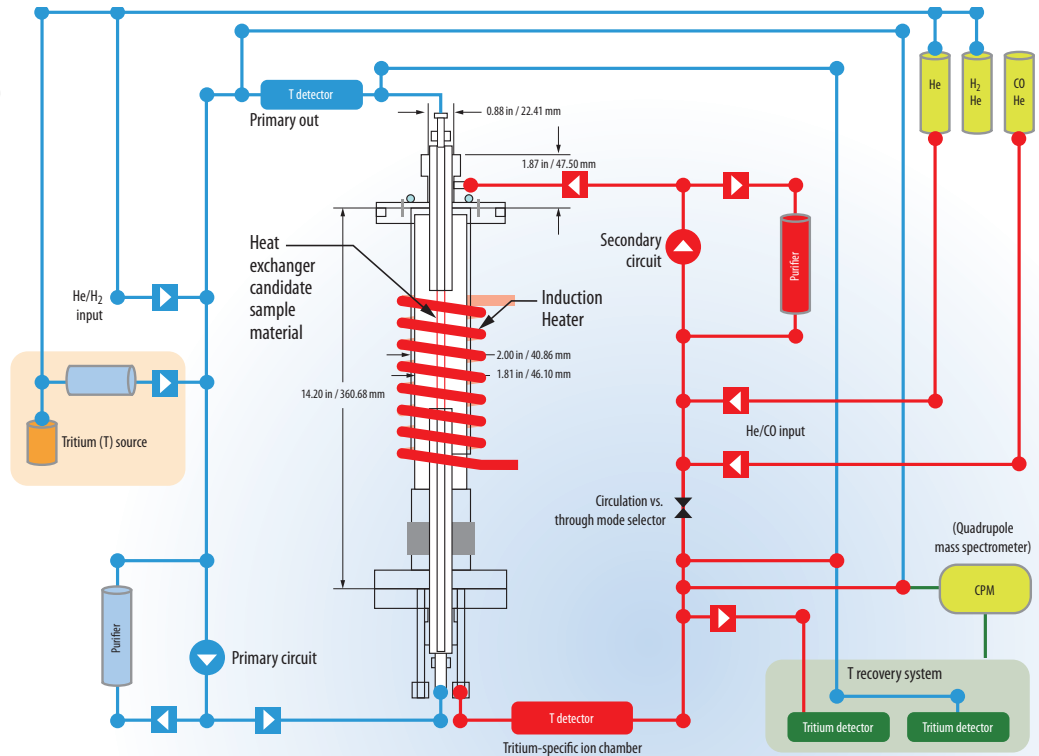 T detector
Primary out
0.88 in / 22.41 mm
He
H2
He
CO
He
1.87 in / 47.50 mm
Heat
exchanger
candidate
sample
material
Secondary
circuit
Purifier
He/H2
input
Induction
Heater
2.00 in / 40.86 mm
1.81 in / 46.10 mm
14.20 in / 360.68 mm
Tritium (T) source
He/CO input
Circulation vs.
through mode selector
(Quadrupole
mass spectrometer)
CPM
Purifier
Primary circuit
T recovery system
T detector
Tritium-specific ion chamber
Tritium detector
Tritium detector